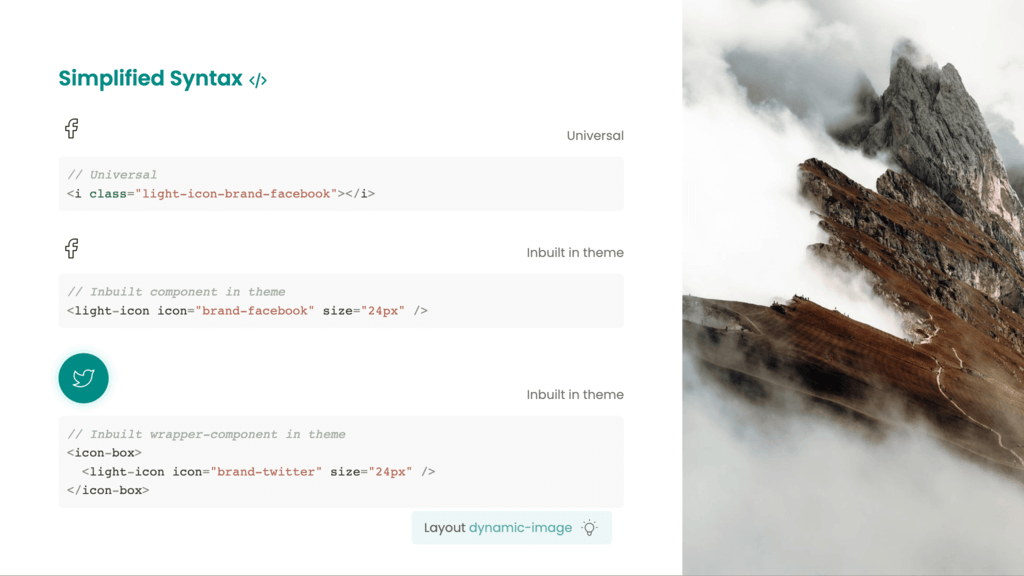 Simplified Syntax </>
Universal
// Universal
<i class="light-icon-brand-facebook"></i>
Inbuilt in theme
// Inbuilt component in theme
<light-icon icon="brand-facebook" size="24px" />
Inbuilt in theme
// Inbuilt wrapper-component in theme
<icon-box>
  <light-icon icon="brand-twitter" size="24px" />
</icon-box>
Layout dynamic-image